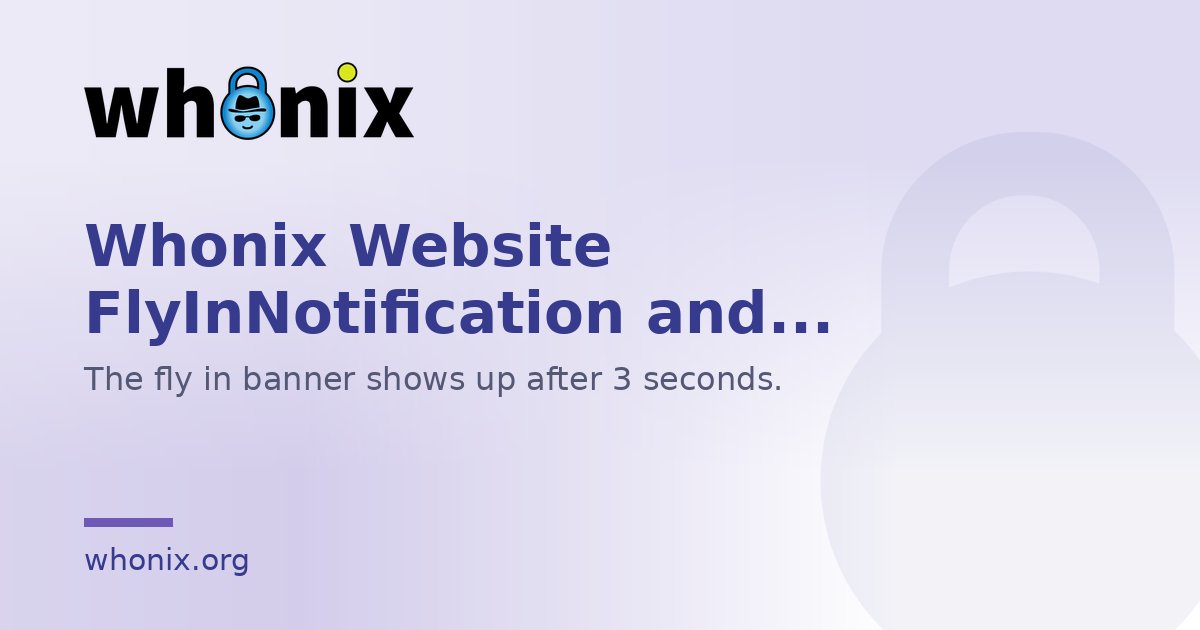 whonix
Whonix Website
FlyInNotification and...
The fly in banner shows up after 3 seconds.
whonix.org